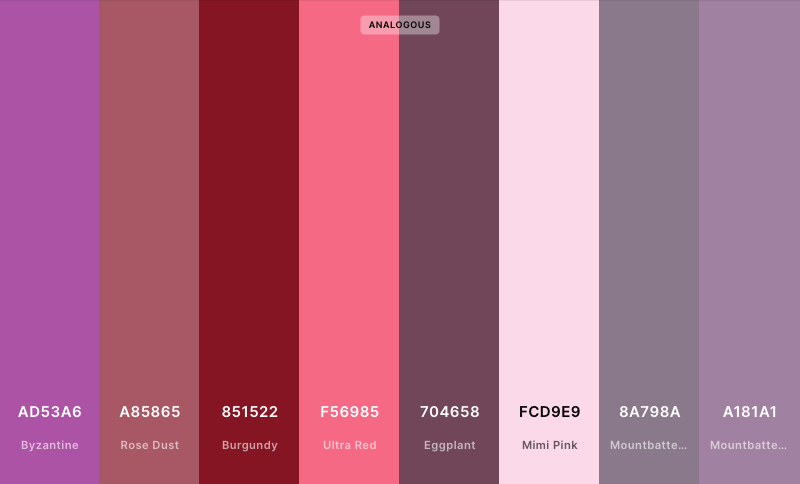 ANALOGOUS
AD53A6
Byzantine
A85865
Rose Dust
851522
Burgundy
F56985
Ultra Red
704658
Eggplant
FCD9E9
Mimi Pink
8A798A
Mountbatte...
A181A1
Mountbatte...